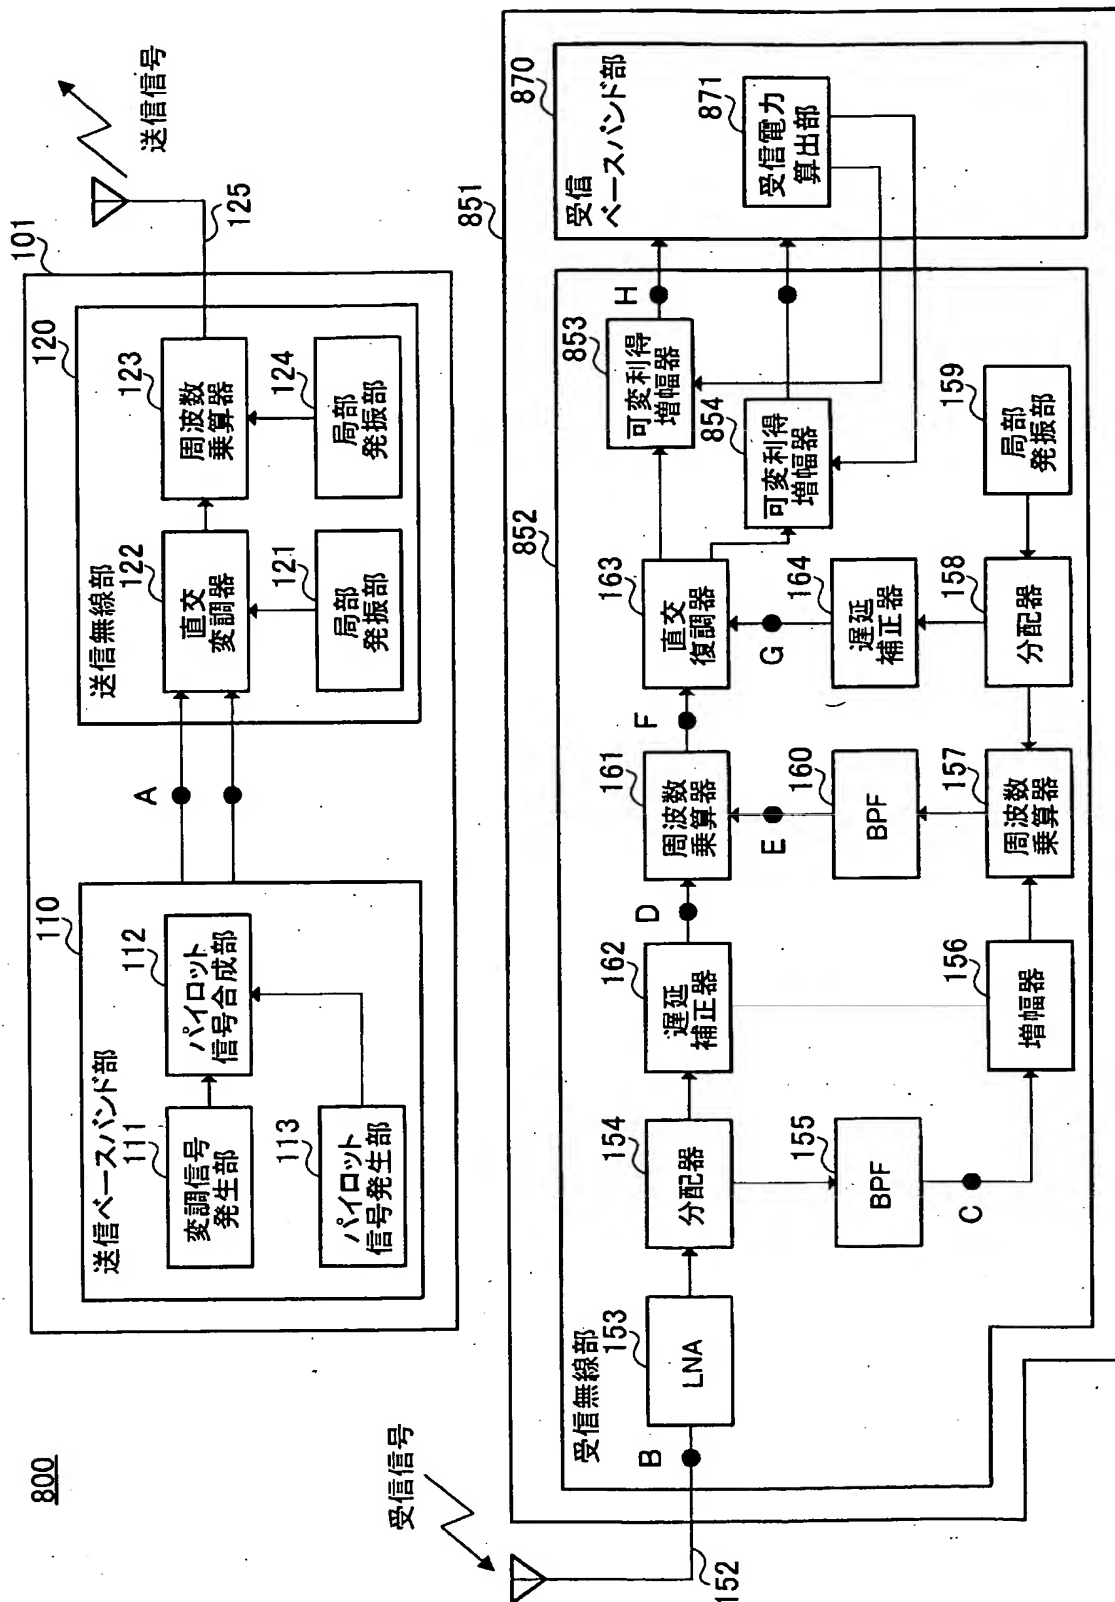 800
101
送信信号
125
110
送信ベースバンド部
111
変調信号
発生部
112
パイロット
信号合成部
113
パイロット
信号発生部
A
120
送信無線部
122
直交
変調器
121
局部
発振部
123
周波数
乗算器
124
局部
発振部
受信信号
152
851
852
受信無線部
B
153
LNA
154
分配器
155
BPF
C
162
遅延
補正器
156
増幅器
D
161
周波数
乗算器
E
160
BPF
157
周波数
乗算器
F
163
直交
復調器
G
164
遅延
補正器
158
分配器
853
可変利得
増幅器
854
可変利得
増幅器
159
局部
発振部
H
870
受信
ベースバンド部
871
受信電力
算出部